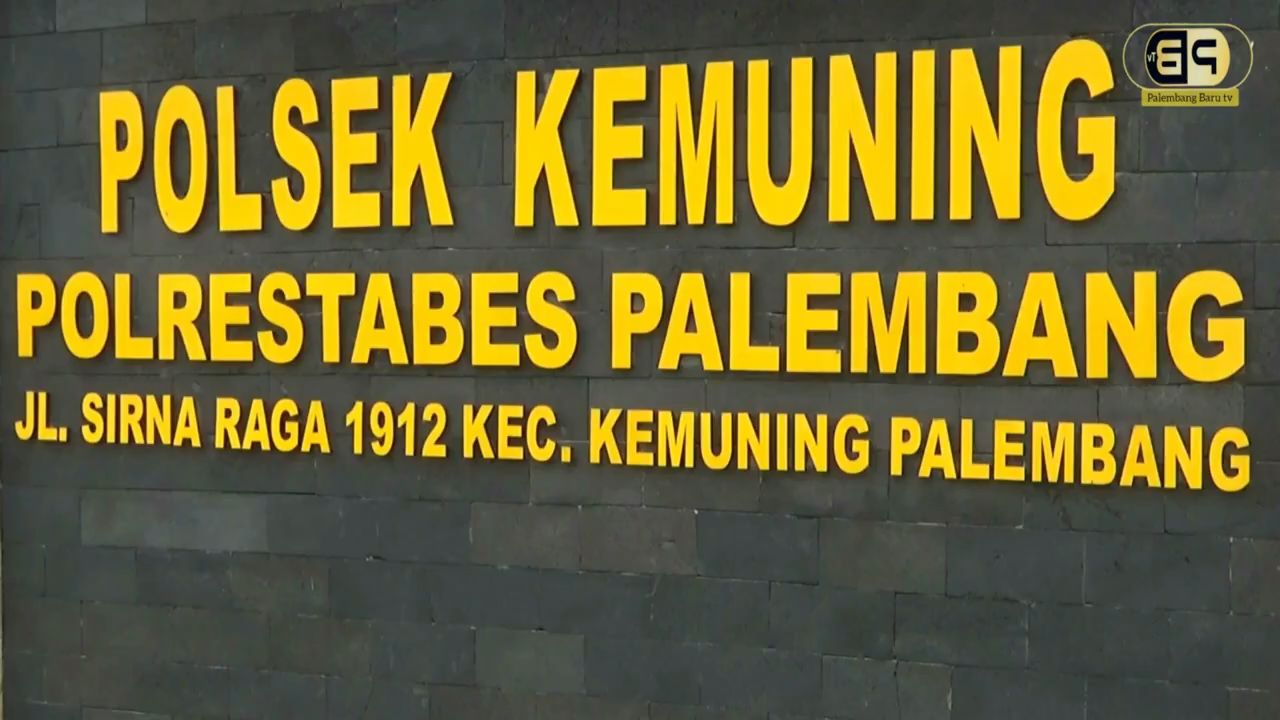 POLSEK KEMUNING
POLRESTABES PALEMBANG
JL. SIRNA RAGA 1912 KEC. KEMUNING PALEMBANG
Palembang Baru tv